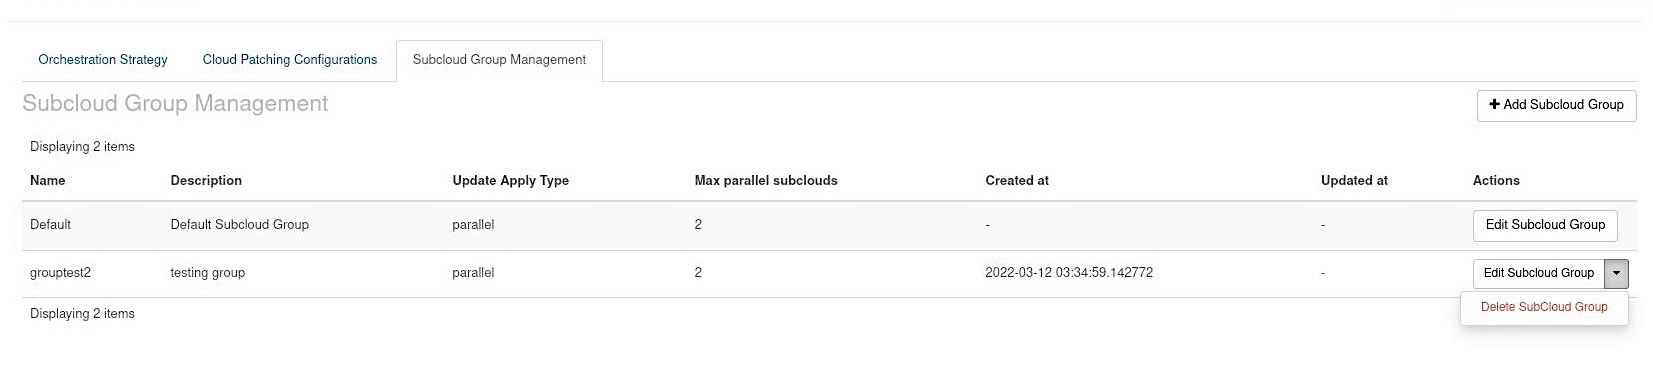 Orchestration Strategy Cloud Patching Configurations Subcloud Group Management
Subcloud Group Management
+ Add Subcloud Group
Displaying 2 items
Name Description Update Apply Type Max parallel subclouds Created at Updated at Actions
Default Default Subcloud Group parallel 2 - - Edit Subcloud Group
grouptest2 testing group parallel 2 2022-03-12 03:34:59.142772 - Edit Subcloud Group
Delete SubCloud Group
Displaying 2 items